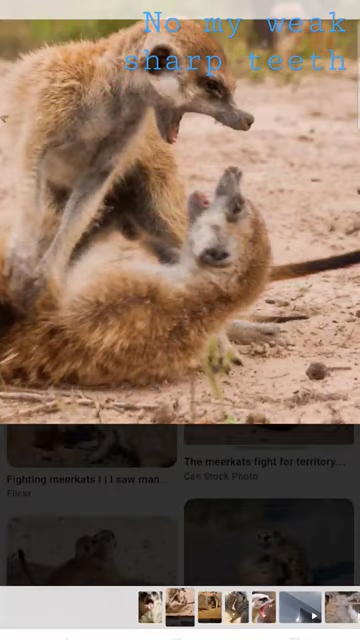 No my weak
sharp teeth
Fighting meerkats I | I saw man...
Flickr
The meerkats fight for territory...
Can Stock Photo